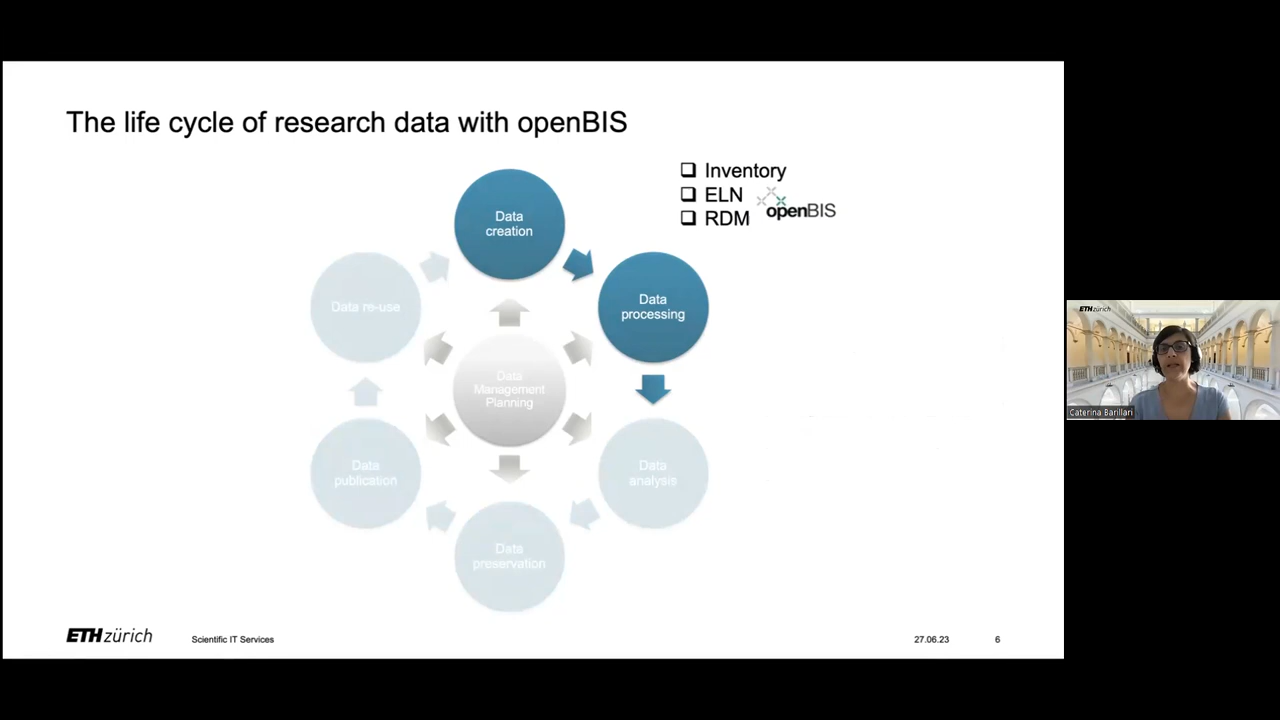 The life cycle of research data with openBIS
Inventory
ELN
RDM
openBIS
Data
creation
Data
processing
Data re-use
Data
Management
Planning
Data
publication
Data
analysis
Data
preservation
ETH zürich
Scientific IT Services
27.06.23
6
ETH zürich
Caterina Barillari